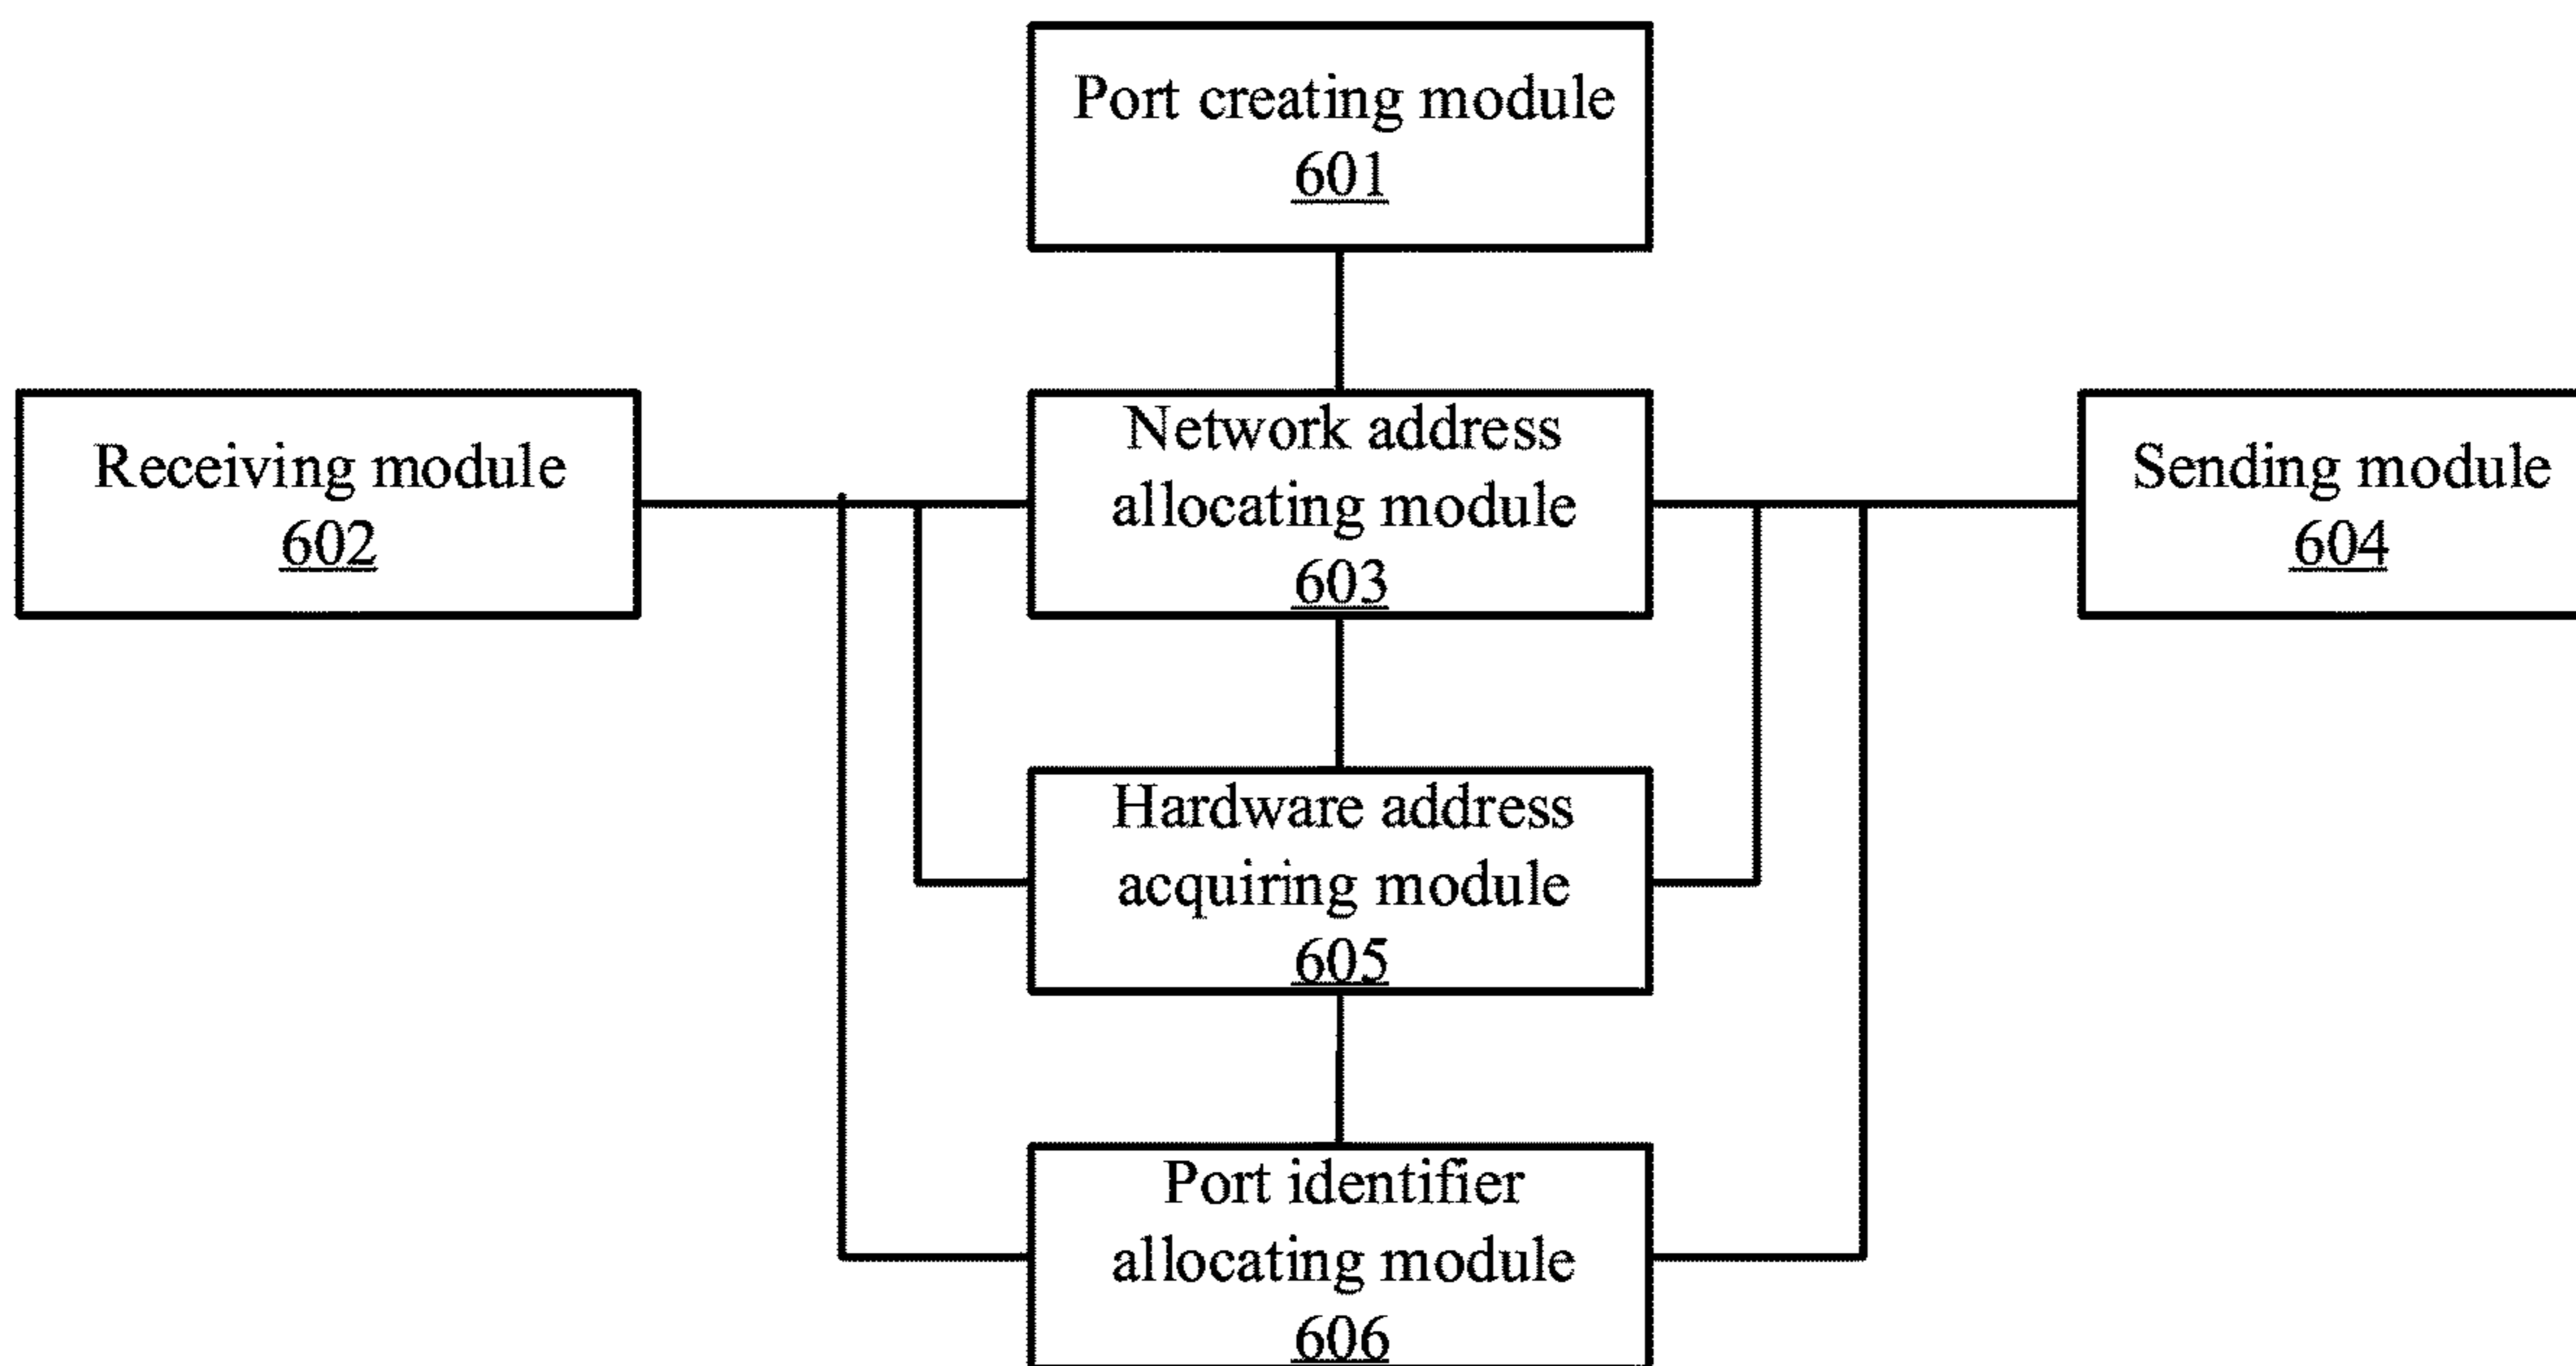 Port creating module
601
Receiving module
602
Network address
allocating module
603
Sending module
604
Hardware address
acquiring module
605
Port identifier
allocating module
606